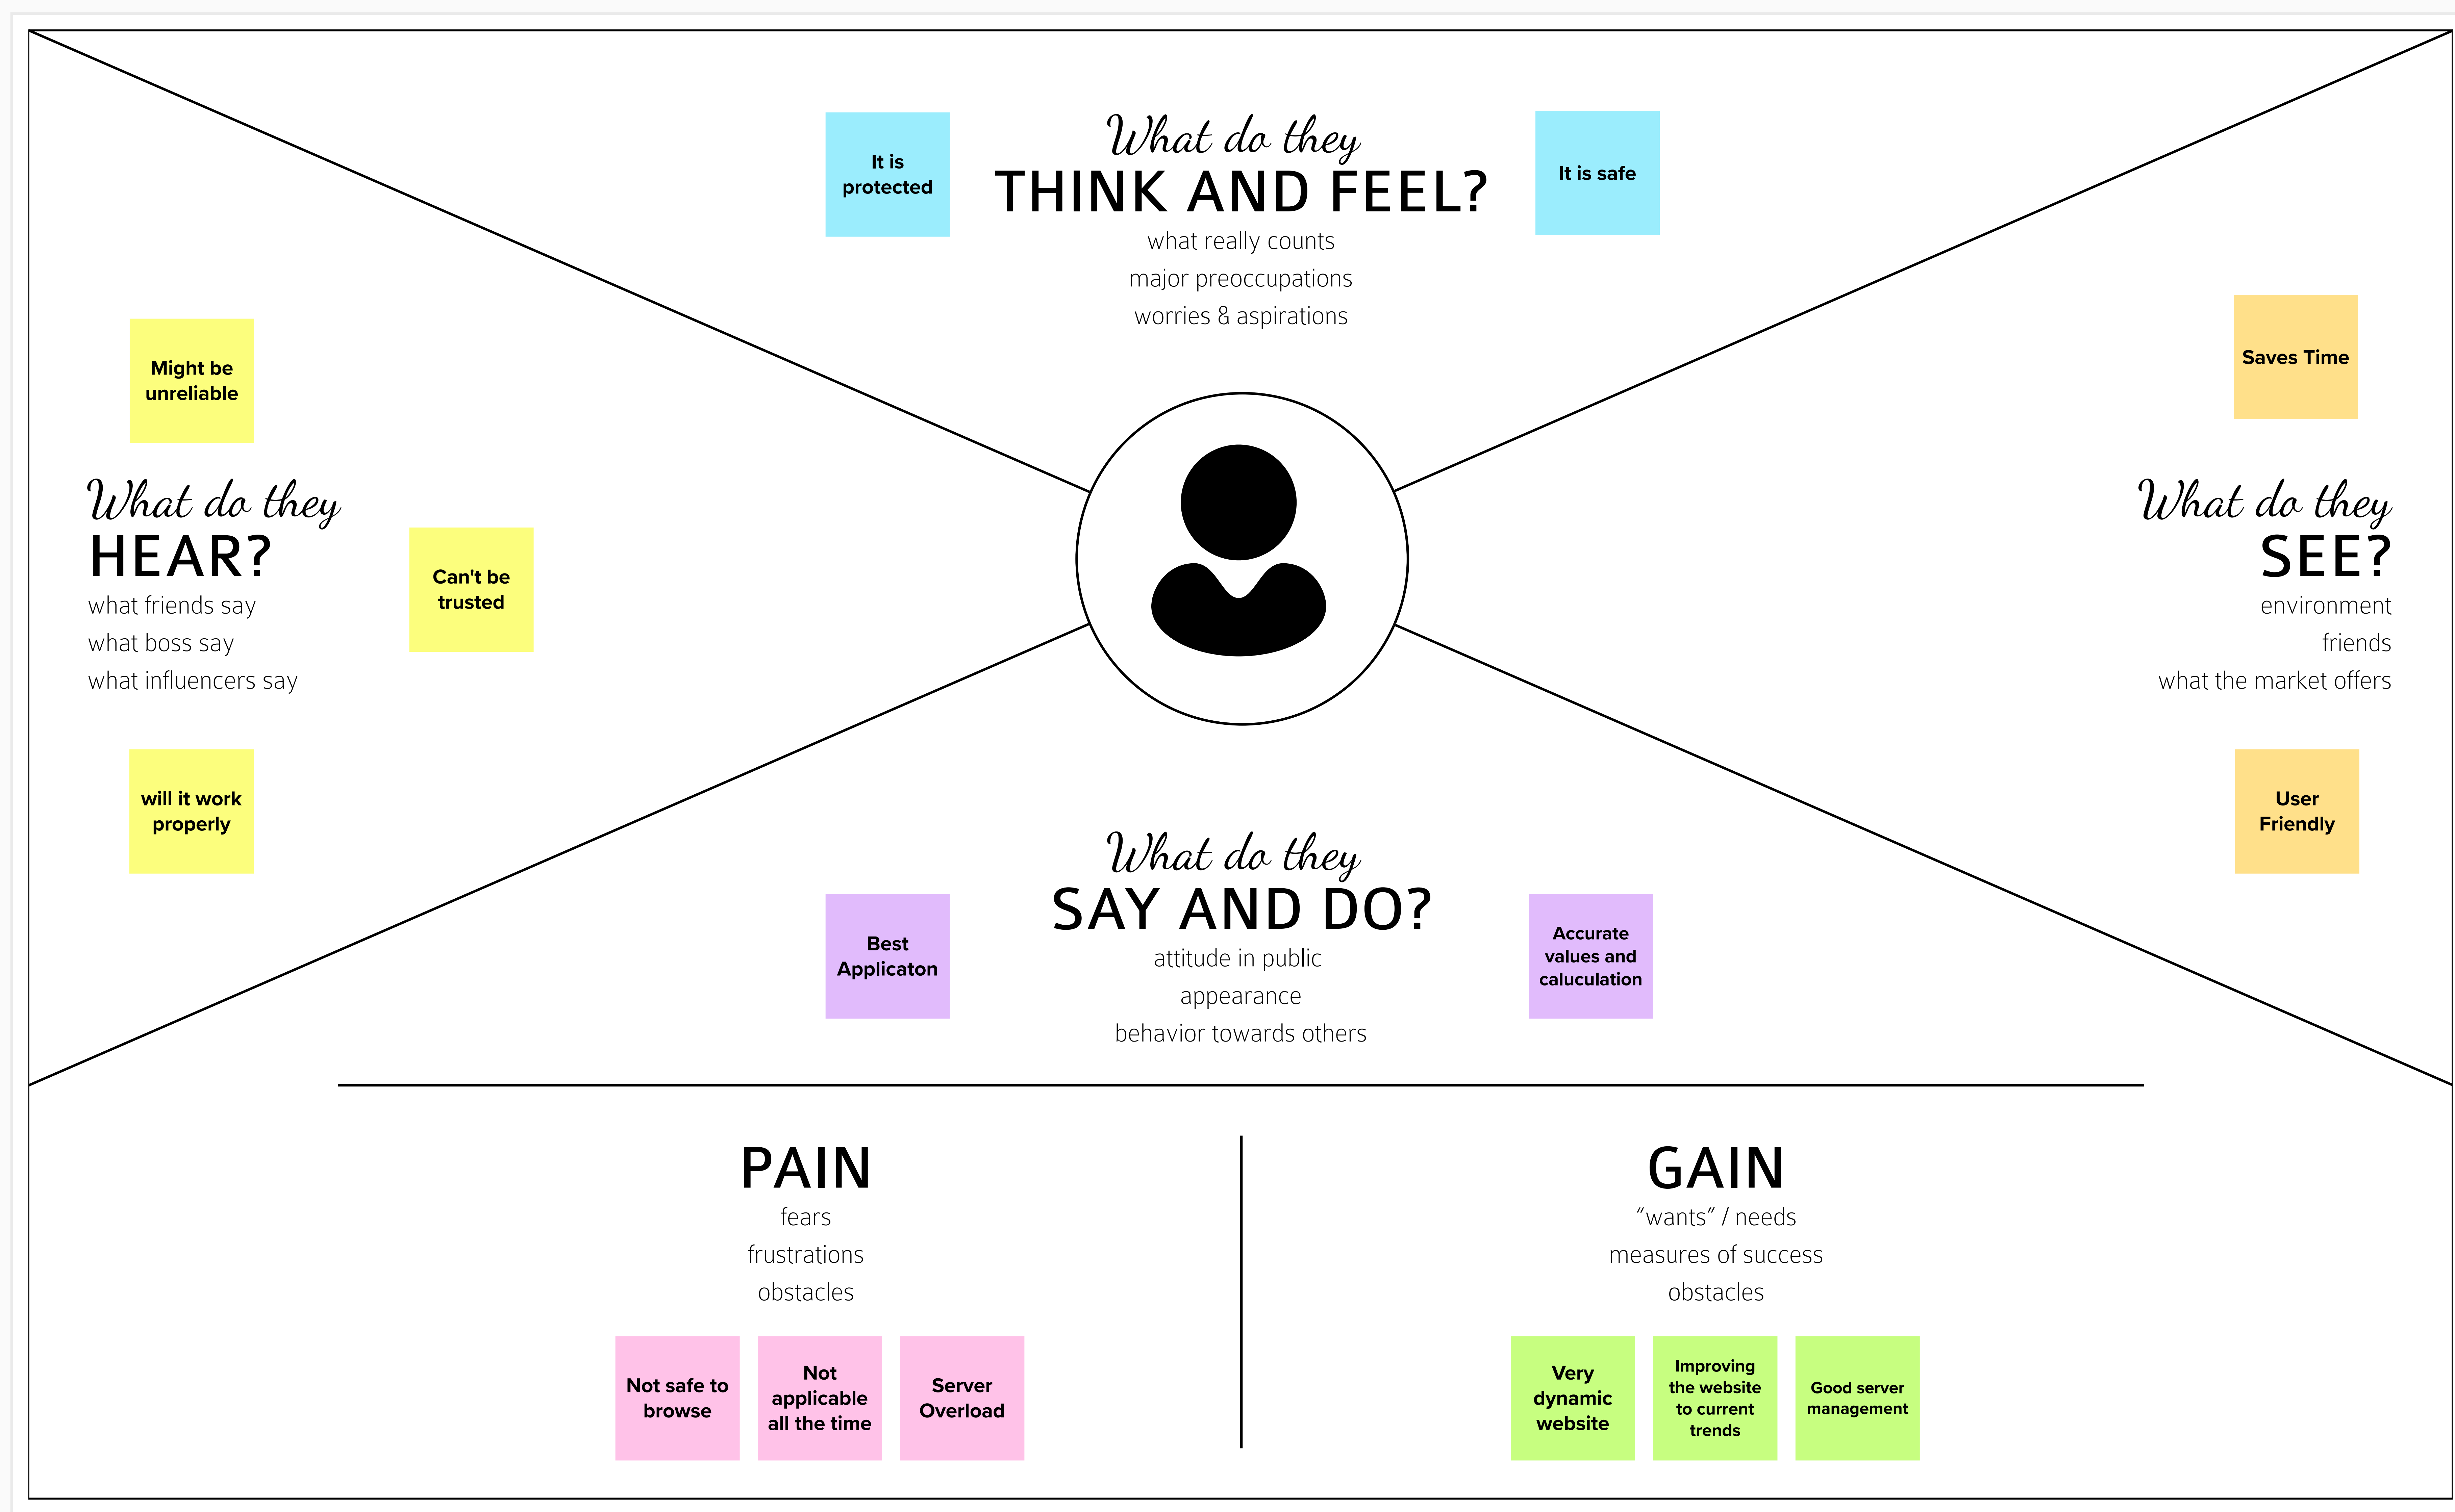 What do they
THINK AND FEEL?
what really counts
major preoccupations
worries & aspirations
It is
protected
It is safe
Might be
unreliable
What do they
HEAR?
what friends say
what boss say
what influencers say
Can't be
trusted
will it work
properly
Saves Time
What do they
SEE?
environment
friends
what the market offers
User
Friendly
What do they
SAY AND DO?
attitude in public
appearance
behavior towards others
Best
Applicaton
Accurate
values and
caluculation
PAIN
fears
frustrations
obstacles
Not safe to
browse
Not
applicable
all the time
Server
Overload
GAIN
“wants” / needs
measures of success
obstacles
Very
dynamic
website
Improving
the website
to current
trends
Good server
management